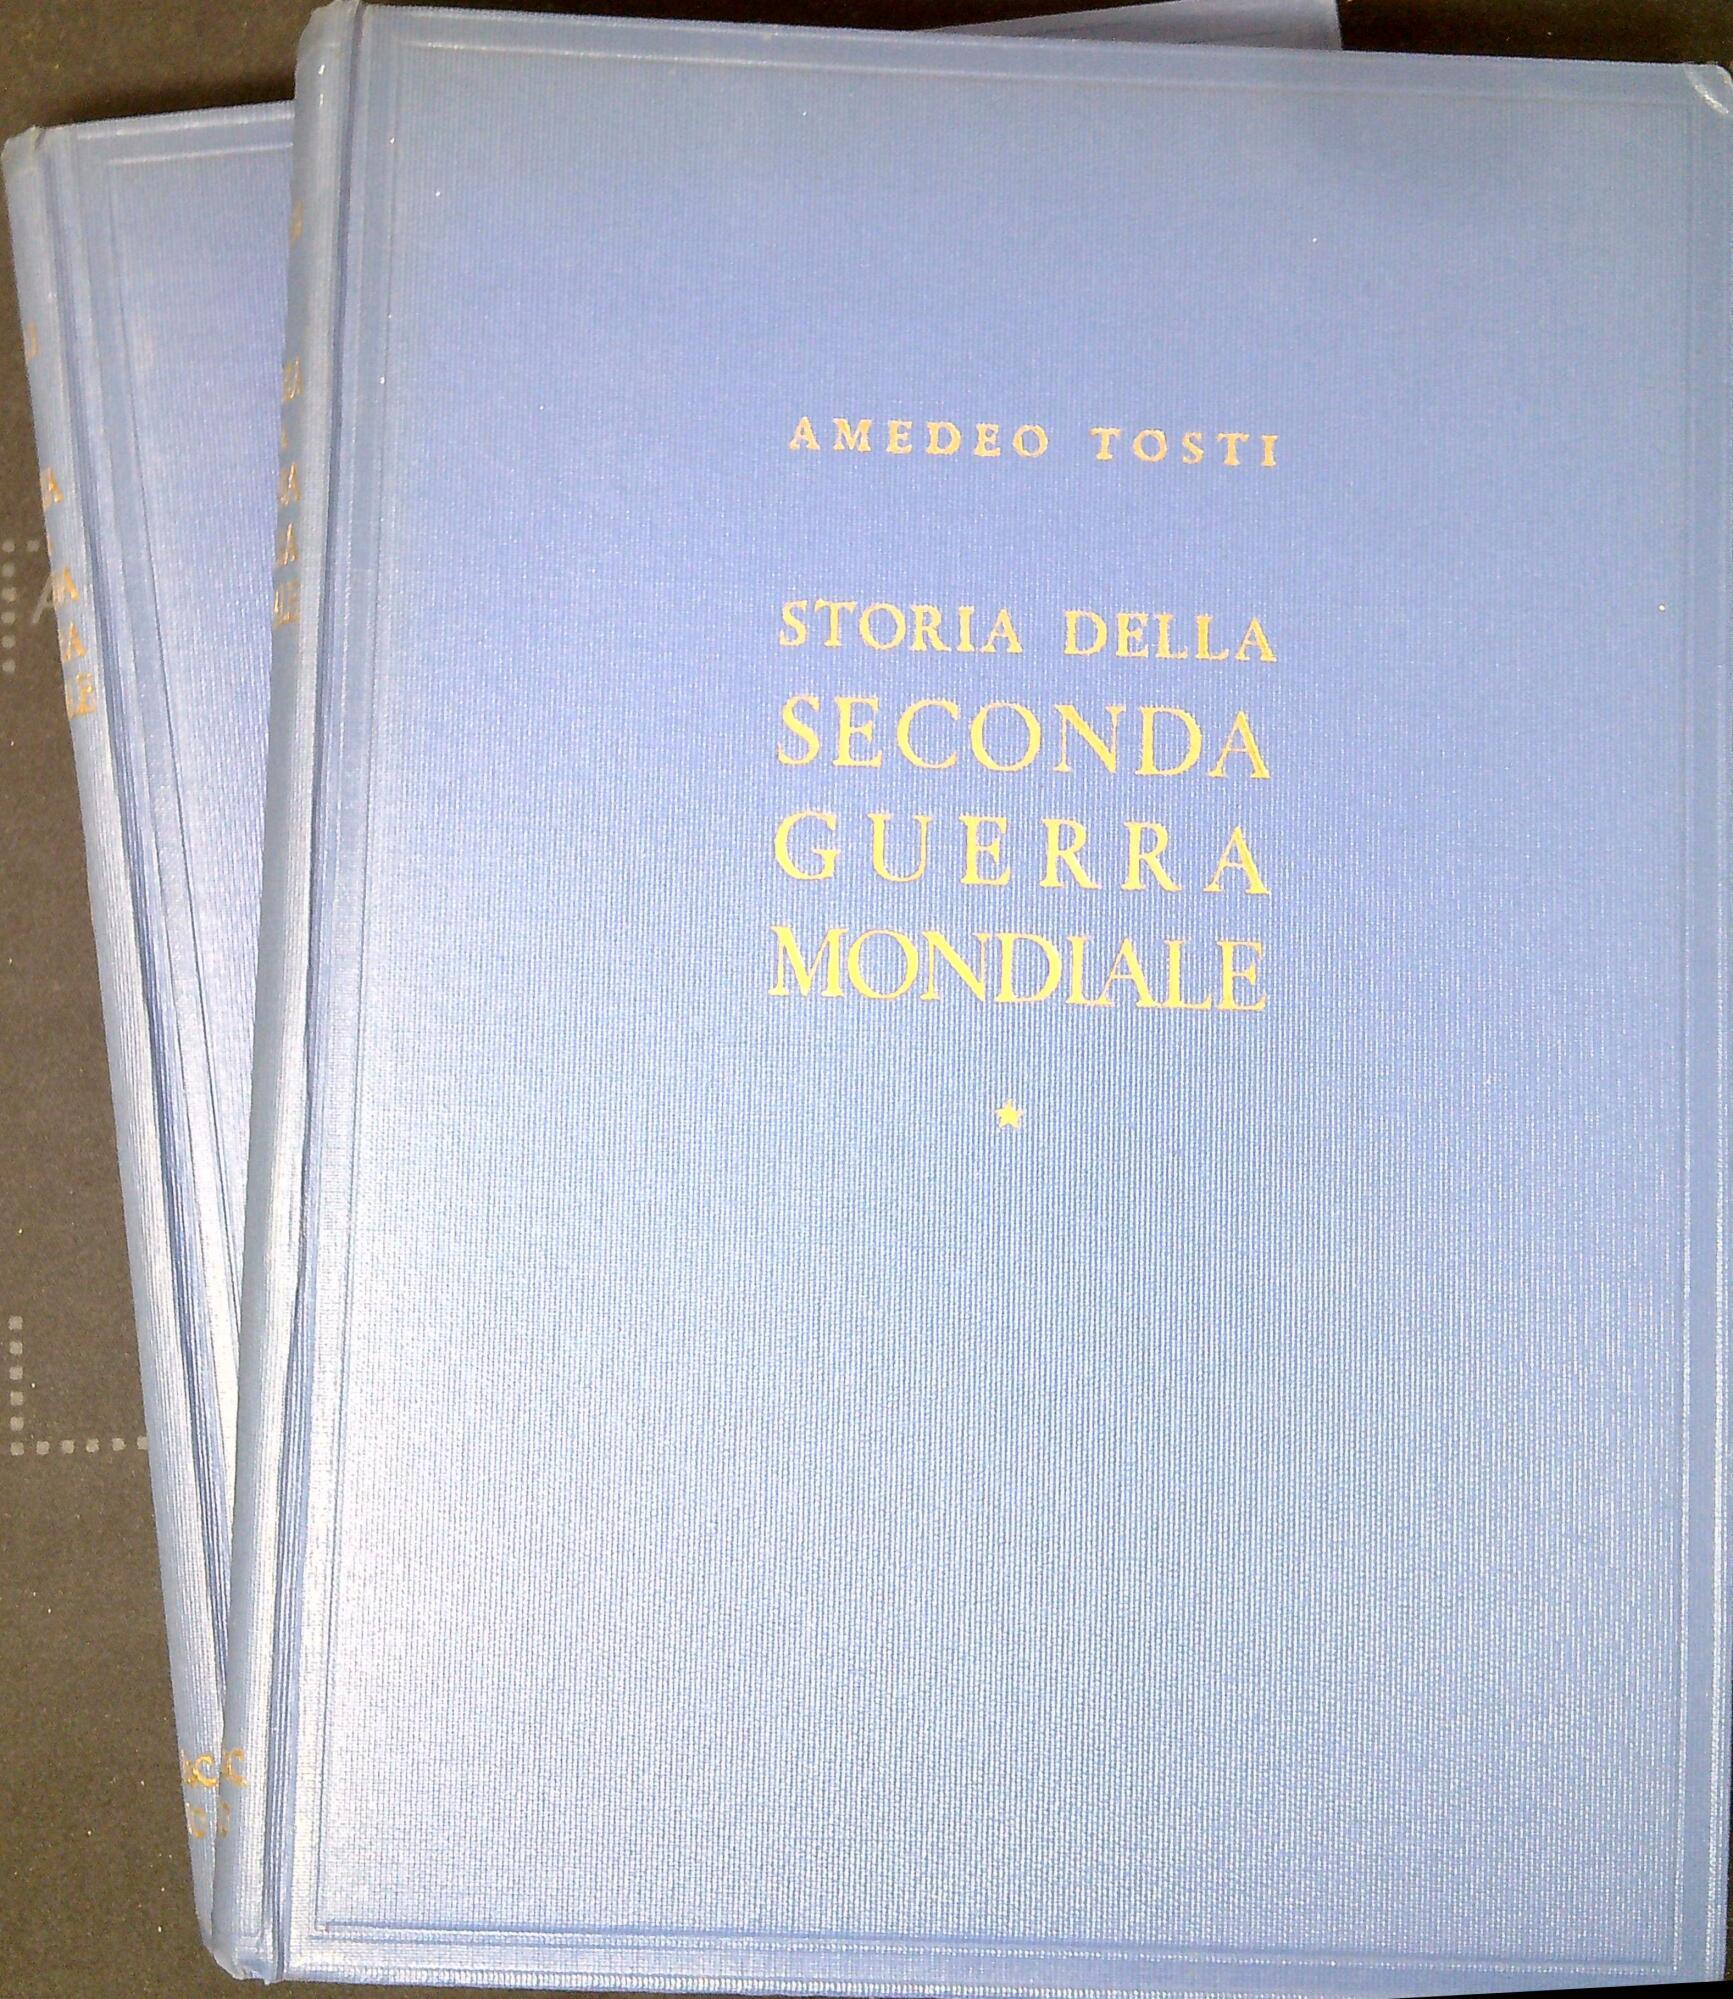 AMEDEO TOSTI
STORIA DELLA
SECONDA
GUERRA
MONDIALE